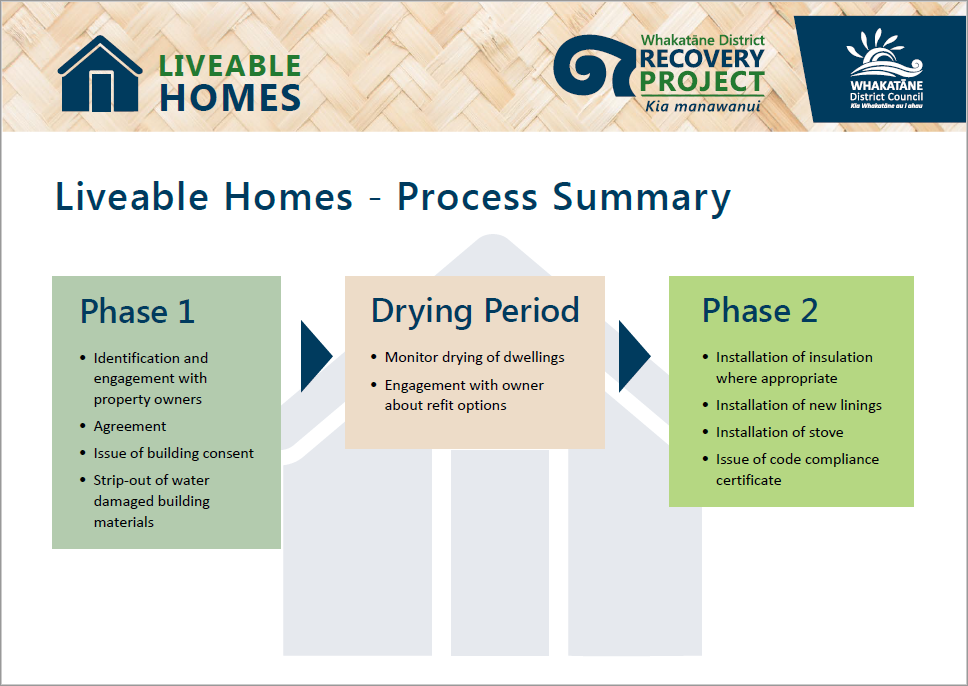 LIVEABLE
HOMES
Whakatāne District
RECOVERY
PROJECT
Kia manawanui
WHAKATĀNE
District Council
Kia Whakatāne au i ahau
Liveable Homes - Process Summary
Phase 1
• Identification and
engagement with
property owners
• Agreement
• Issue of building consent
• Strip-out of water
damaged building
materials
Drying Period
• Monitor drying of dwellings
• Engagement with owner
about refit options
Phase 2
• Installation of insulation
where appropriate
• Installation of new linings
• Installation of stove
• Issue of code compliance
certificate